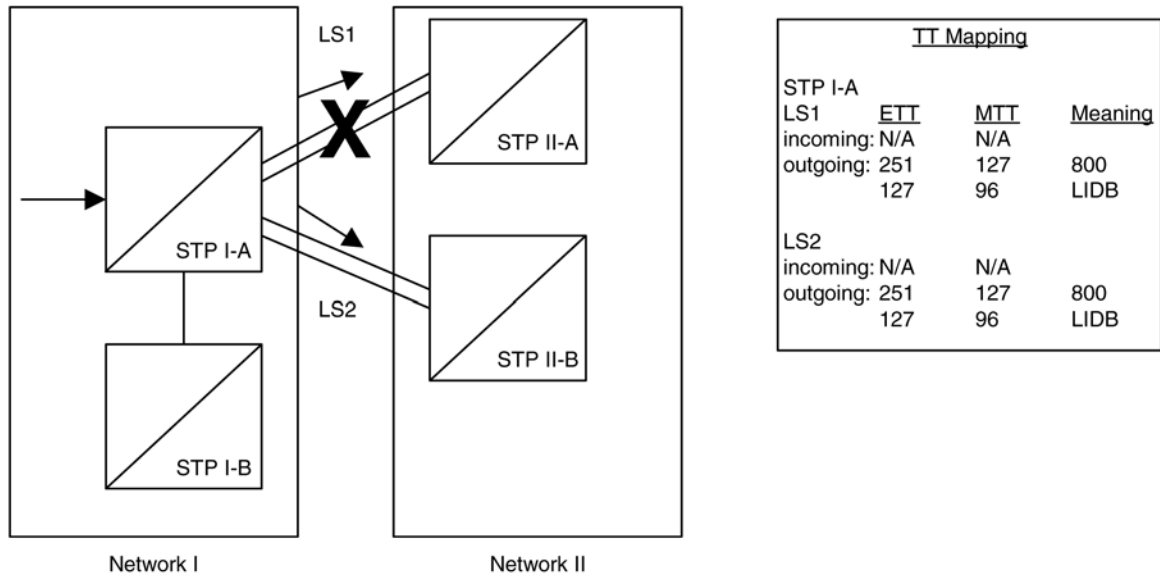 LS1
STP II-A
STP I-A
LS2
STP II-B
STP I-B
Network I
Network II
TT Mapping
STP I-A
LS1 ETT MTT Meaning
incoming: N/A N/A
outgoing: 251 127 800
127 96 LIDB
LS2
incoming: N/A N/A
outgoing: 251 127 800
127 96 LIDB